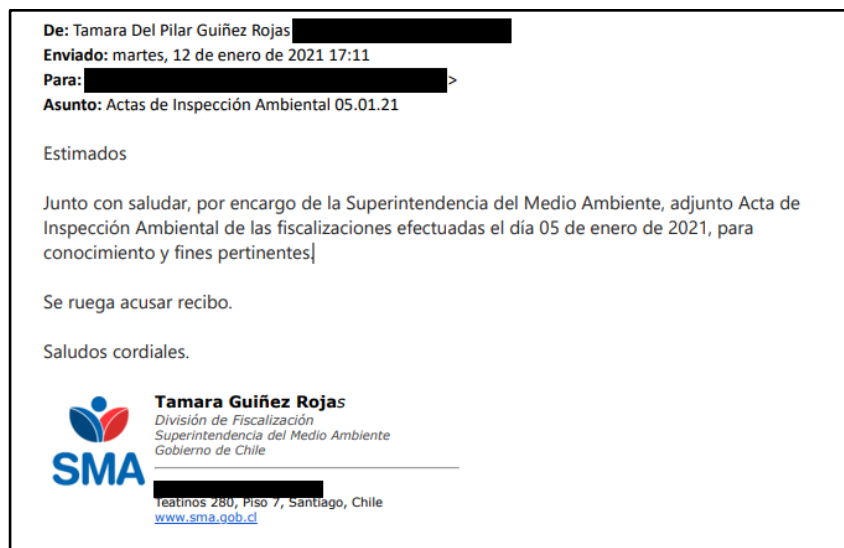 De: Tamara Del Pilar Guiñez Rojas
Enviado: martes, 12 de enero de 2021 17:11
Para: >
Asunto: Actas de Inspección Ambiental 05.01.21
Estimados
Junto con saludar, por encargo de la Superintendencia del Medio Ambiente, adjunto Acta de
Inspección Ambiental de las fiscalizaciones efectuadas el día 05 de enero de 2021, para
conocimiento y fines pertinentes.
Se ruega acusar recibo.
Saludos cordiales.
SMA
Tamara Guiñez Rojas
División de Fiscalización
Superintendencia del Medio Ambiente
Gobierno de Chile
Teatinos 280, Piso 7, Santiago, Chile
www.sma.gob.cl